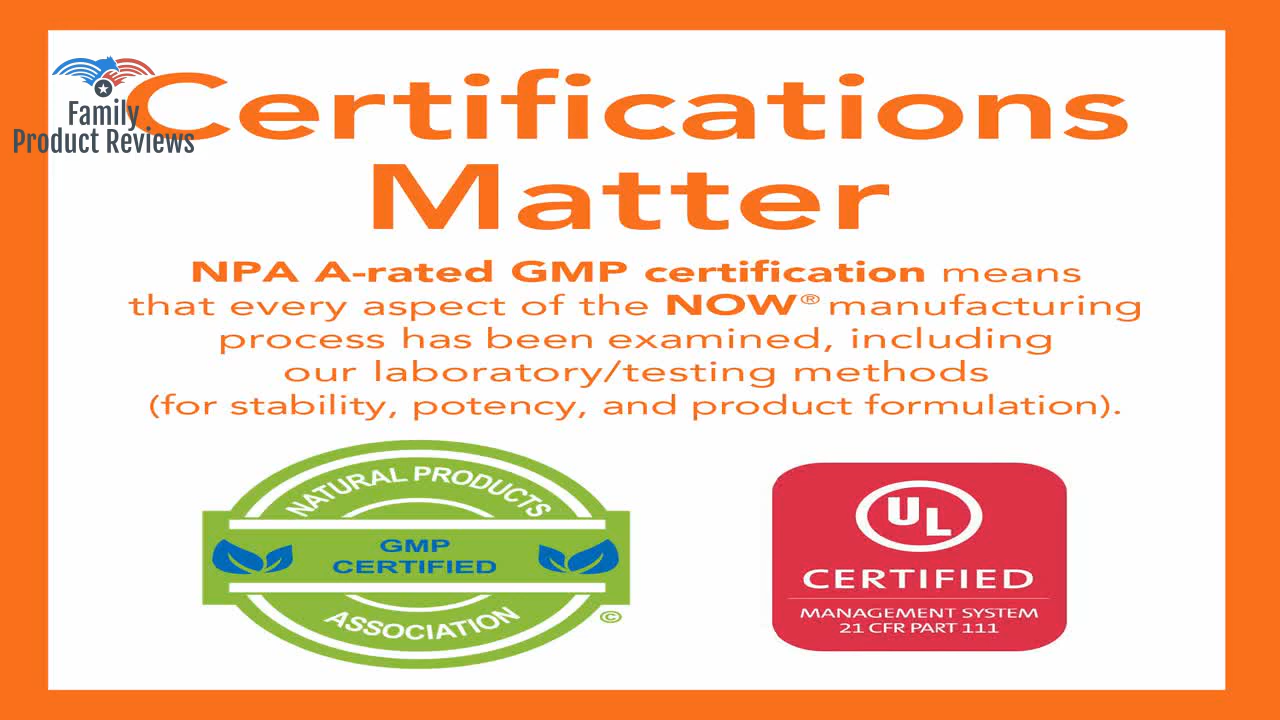 Family
Product Reviews
Certifications
Matter
NPA A-rated GMP certification means
that every aspect of the NOW® manufacturing
process has been examined, including
our laboratory/testing methods
(for stability, potency, and product formulation).
NATURAL PRODUCTS
GMP
CERTIFIED
ASSOCIATION
©
UL
CERTIFIED
MANAGEMENT SYSTEM
21 CFR PART 111